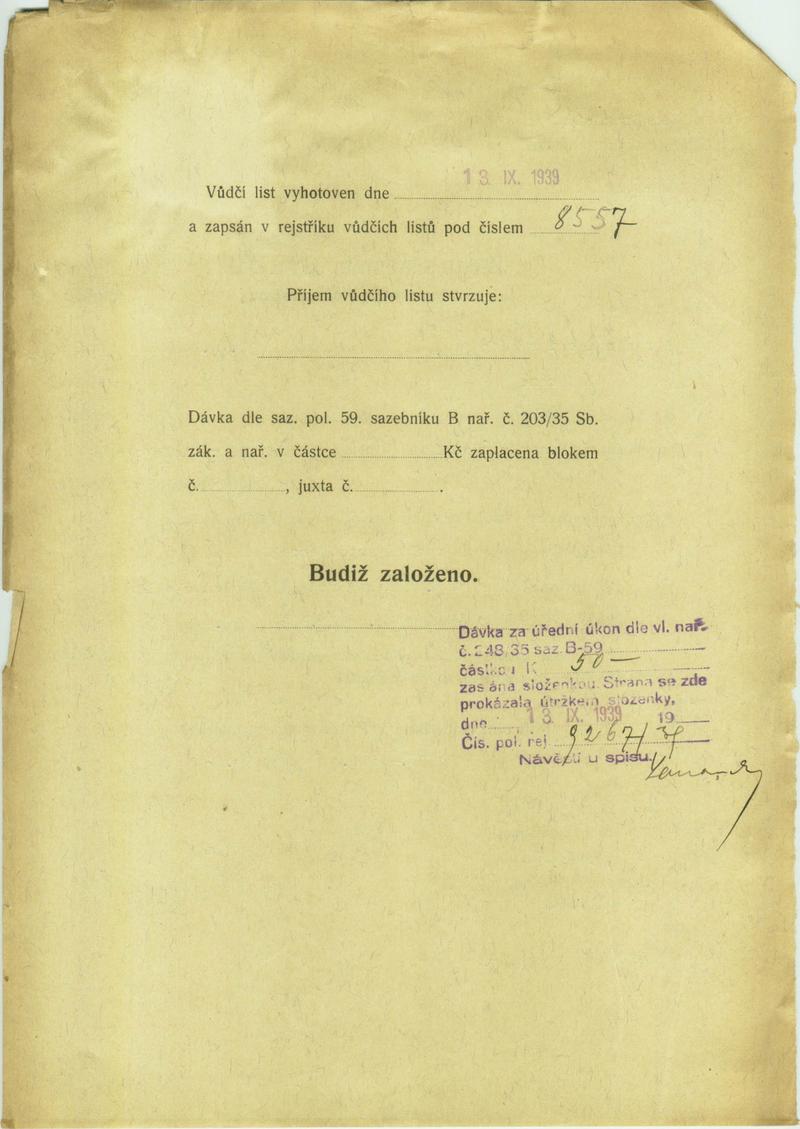 Vůdčí list vyhotoven dne 13. IX. 1939
a zapsán v rejstříku vůdčích listů pod číslem 8557
Příjem vůdčího listu stvrzuje:
Dávka dle saz. pol. 59. sazebníku B nař. č. 203/35 Sb.
zák. a nař. v částce Kč zaplacena blokem
č. , juxta č. .
Budiž založeno.
Dávka za úřední úkon dle vl. nař.
č. 248/35 saz. B-59
částkou K 50 —
zaslána složenkou. Strana se zde
prokázala útržkem složenky,
dne 13. IX. 1939 19
Čís. pol. rej. 9267/39
Návěští u spisu.